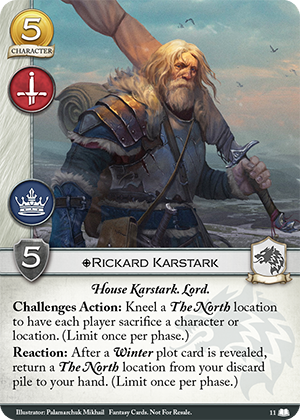 5
CHARACTER
5
Rickard Karstark
House Karstark. Lord.
Challenges Action: Kneel a The North location
to have each player sacrifice a character or
location. (Limit once per phase.)
Reaction: After a Winter plot card is revealed,
return a The North location from your discard
pile to your hand. (Limit once per phase.)
Illustrator: Palamarchuk Mikhail Fantasy Cards. Not For Resale. 11